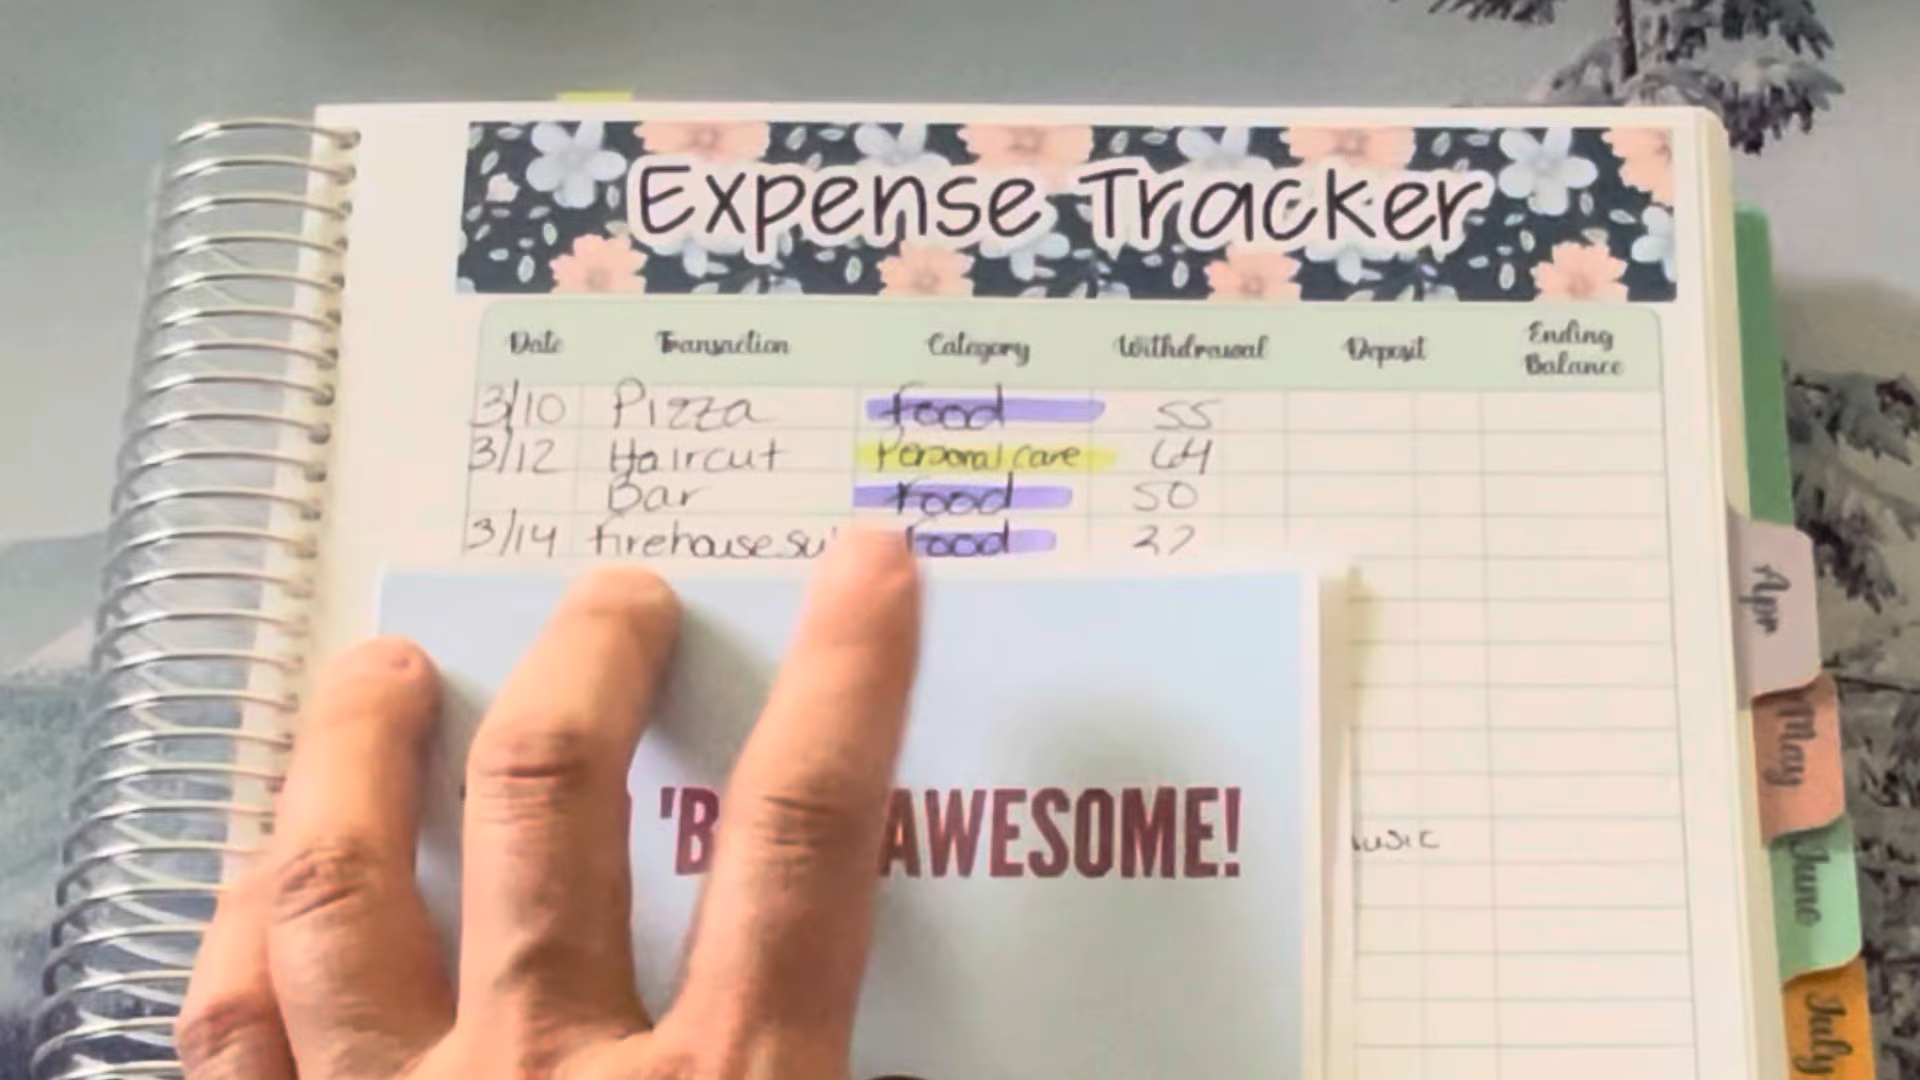 Expense Tracker
Date Transaction Category Withdrawal Deposit Ending Balance
3/10 Pizza food 55
3/12 Haircut Personal care 64
Bar Food 50
3/14 firehouse food
AWESOME!
Apr
May
June
July